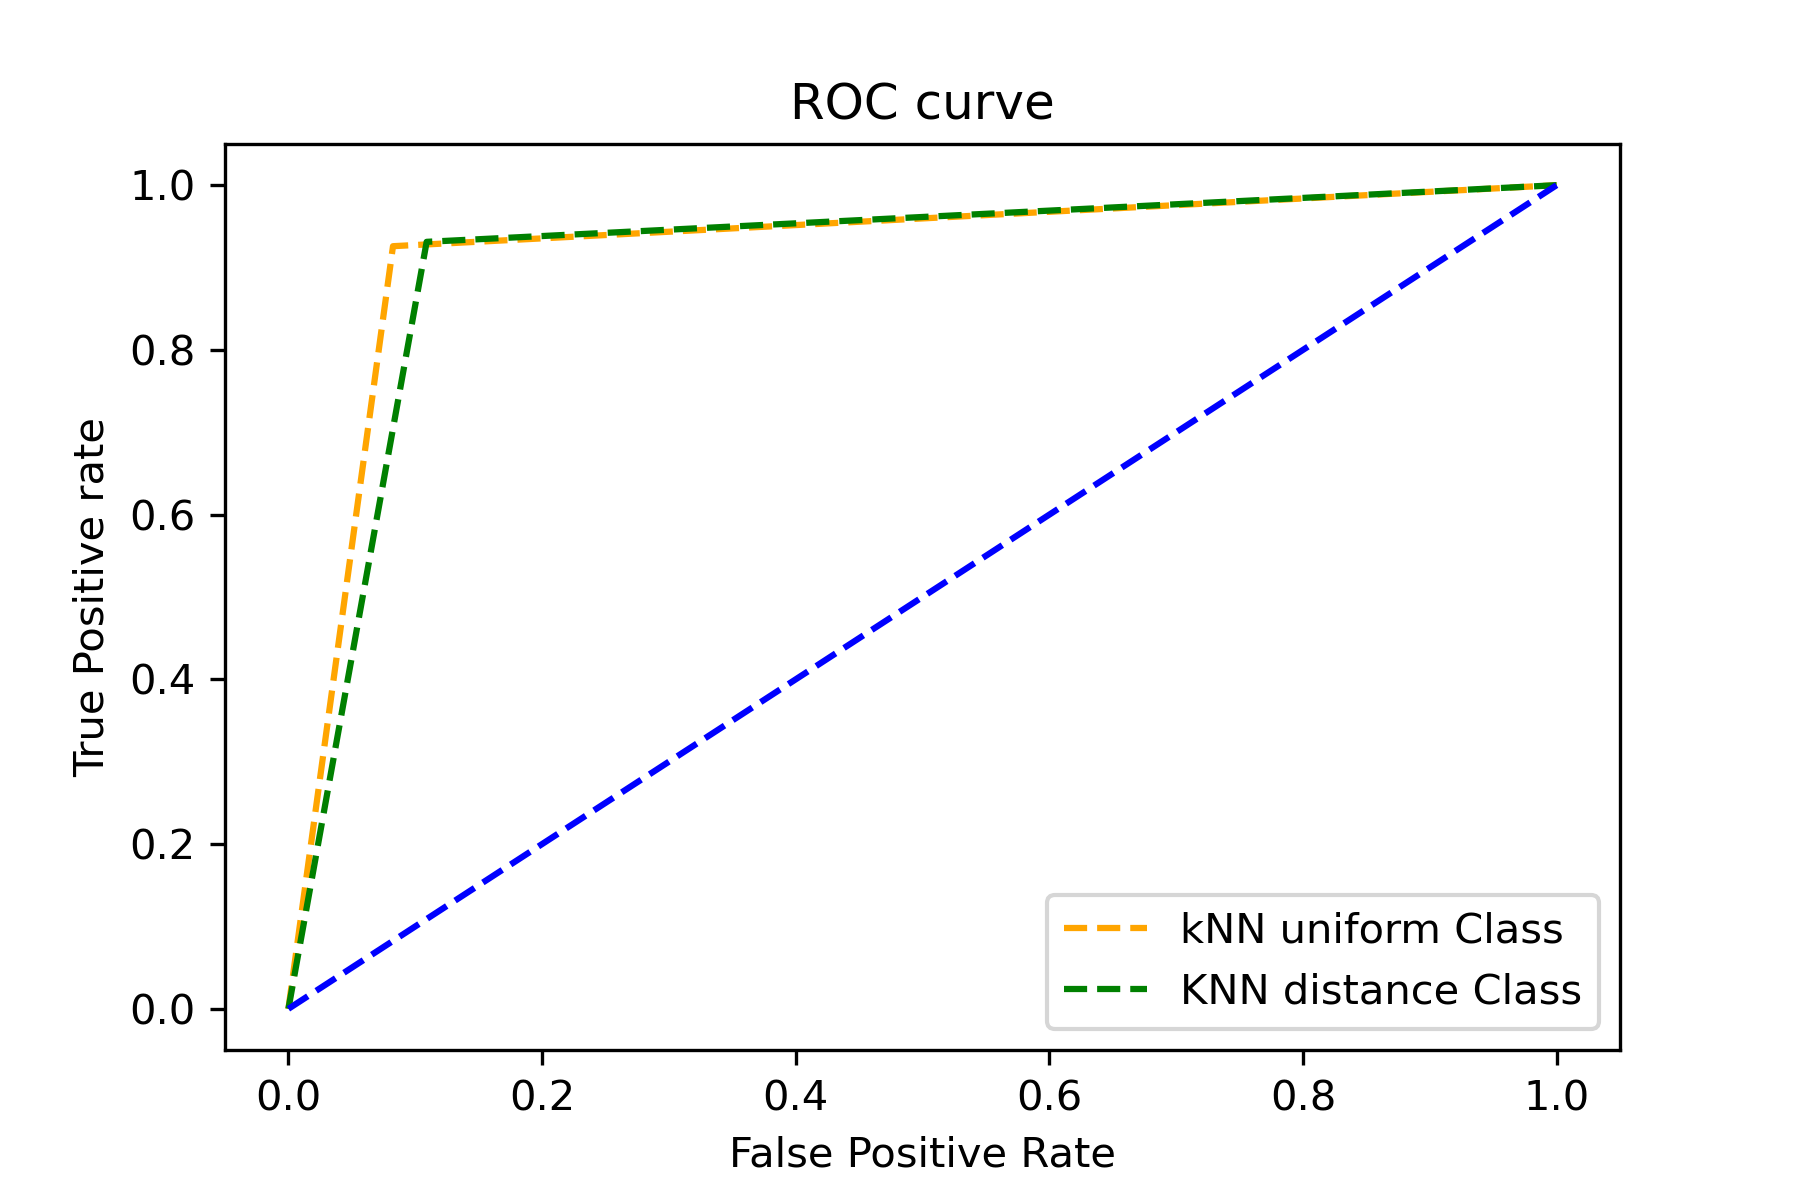 ROC curve
True Positive rate
1.0
0.8
0.6
0.4
0.2
0.0
kNN uniform Class
KNN distance Class
0.0 0.2 0.4 0.6 0.8 1.0
False Positive Rate